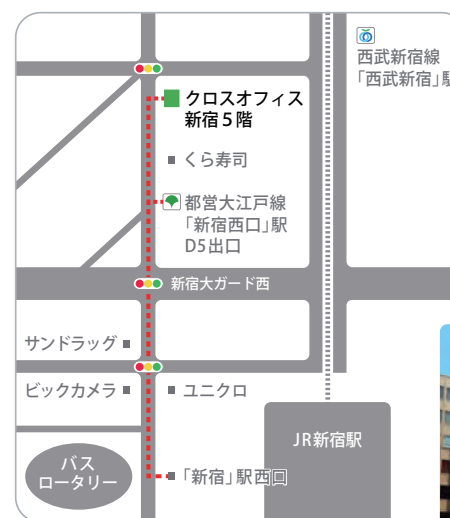 西武新宿線
「西武新宿」駅
クロスオフィス
新宿5階
くら寿司
都営大江戸線
「新宿西口」駅
D5出口
新宿大ガード西
サンドラッグ
ビックカメラ
ユニクロ
JR新宿駅
バス
ロータリー
「新宿」駅西口